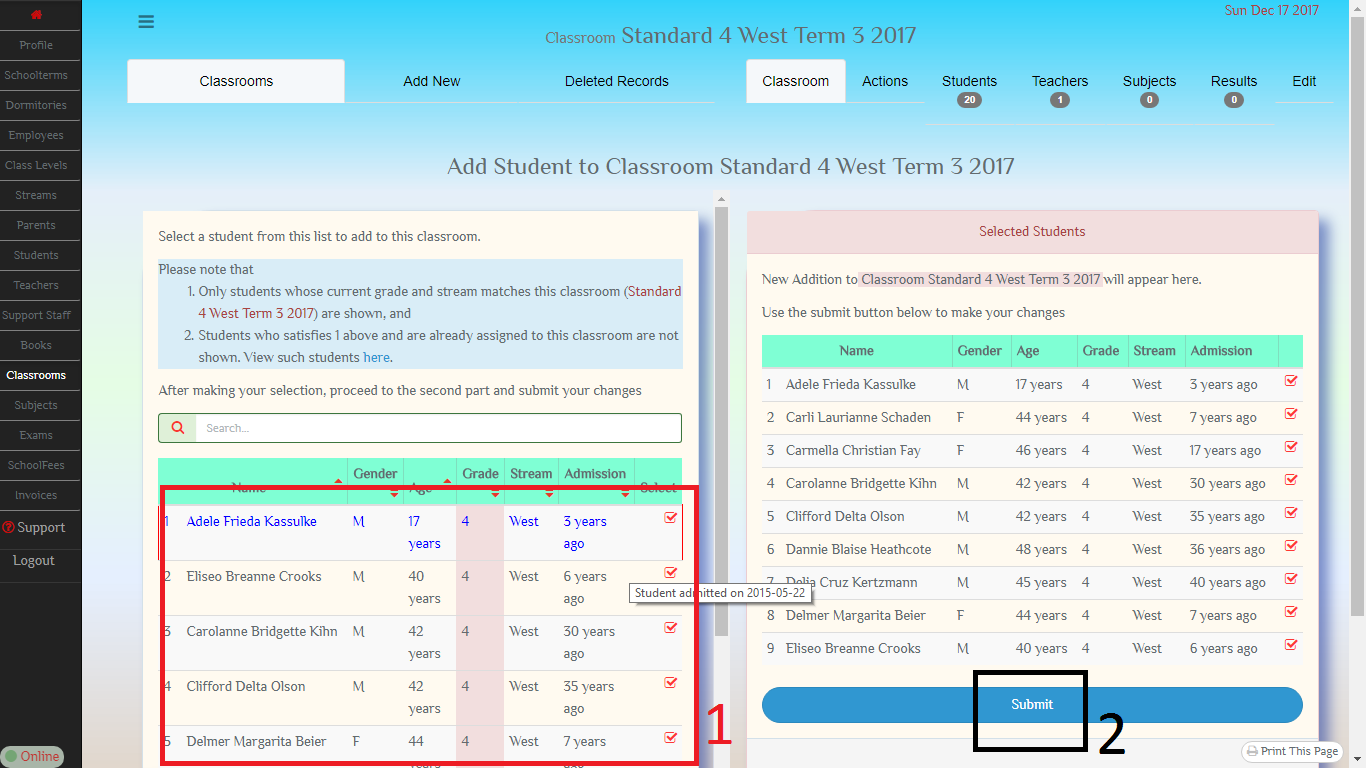 Sun Dec 17 2017
Classroom Standard 4 West Term 3 2017
Profile
Schoolterms
Dormitories
Employees
Class Levels
Streams
Parents
Students
Teachers
Support Staff
Books
Classrooms
Subjects
Exams
SchoolFees
Invoices
Support
Logout
Online
Classrooms Add New Deleted Records
Classroom Actions Students Teachers Subjects Results Edit
20 1 0 0
Add Student to Classroom Standard 4 West Term 3 2017
Select a student from this list to add to this classroom.
Please note that
1. Only students whose current grade and stream matches this classroom (Standard
4 West Term 3 2017) are shown, and
2. Students who satisfies 1 above and are already assigned to this classroom are not
shown. View such students here.
After making your selection, proceed to the second part and submit your changes
Search...
Name Gender Age Grade Stream Admission Select
1 Adele Frieda Kassulke M 17 4 West 3 years
years ago
2 Eliseo Breanne Crooks M 40 4 West 6 years
years ago
Student admitted on 2015-05-22
3 Carolanne Bridgette Kihn M 42 4 West 30 years
years ago
4 Clifford Delta Olson M 42 4 West 35 years
years ago
5 Delmer Margarita Beier F 44 4 West 7 years
1
Selected Students
New Addition to Classroom Standard 4 West Term 3 2017 will appear here.
Use the submit button below to make your changes
Name Gender Age Grade Stream Admission
1 Adele Frieda Kassulke M 17 years 4 West 3 years ago
2 Carli Laurianne Schaden F 44 years 4 West 7 years ago
3 Carmella Christian Fay F 46 years 4 West 17 years ago
4 Carolanne Bridgette Kihn M 42 years 4 West 30 years ago
5 Clifford Delta Olson M 42 years 4 West 35 years ago
6 Dannie Blaise Heathcote M 48 years 4 West 36 years ago
7 Delia Cruz Kertzmann M 45 years 4 West 40 years ago
8 Delmer Margarita Beier F 44 years 4 West 7 years ago
9 Eliseo Breanne Crooks M 40 years 4 West 6 years ago
Submit
2
Print This Page